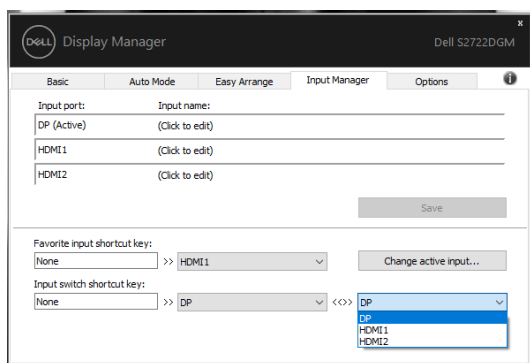 x
DELL Display Manager Dell S2722DGM
Basic Auto Mode Easy Arrange Input Manager Options i
Input port: Input name:
DP (Active) (Click to edit)
HDMI1 (Click to edit)
HDMI2 (Click to edit)
Save
Favorite input shortcut key:
None >> HDMI1 Change active input...
Input switch shortcut key:
None >> DP <<>> DP
DP
HDMI1
HDMI2